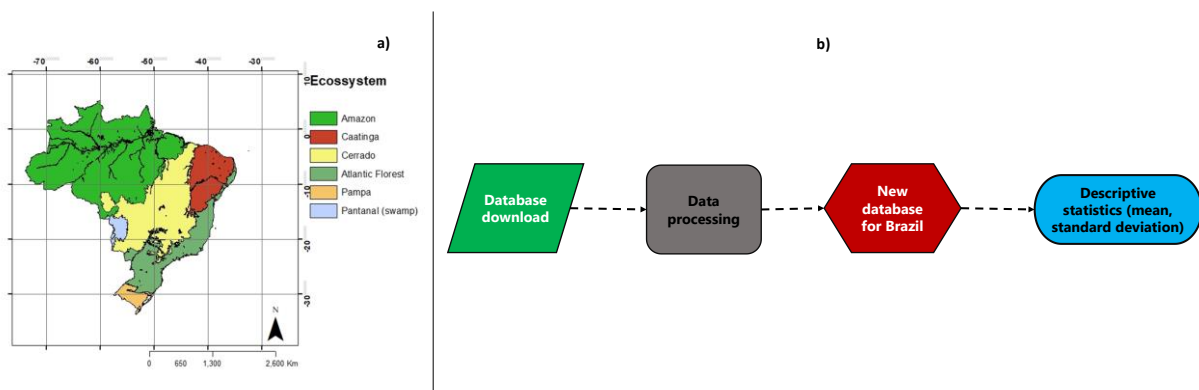 a)
-70
-60
-50
-40
-30
10
0
-10
-20
-30
Ecossystem
Amazon
Caatinga
Cerrado
Atlantic Florest
Pampa
Pantanal (swamp)
N
0 650 1,300 2,600 Km
b)
Database
download
Data
processing
New
database
for Brazil
Descriptive
statistics (mean,
standard deviation)